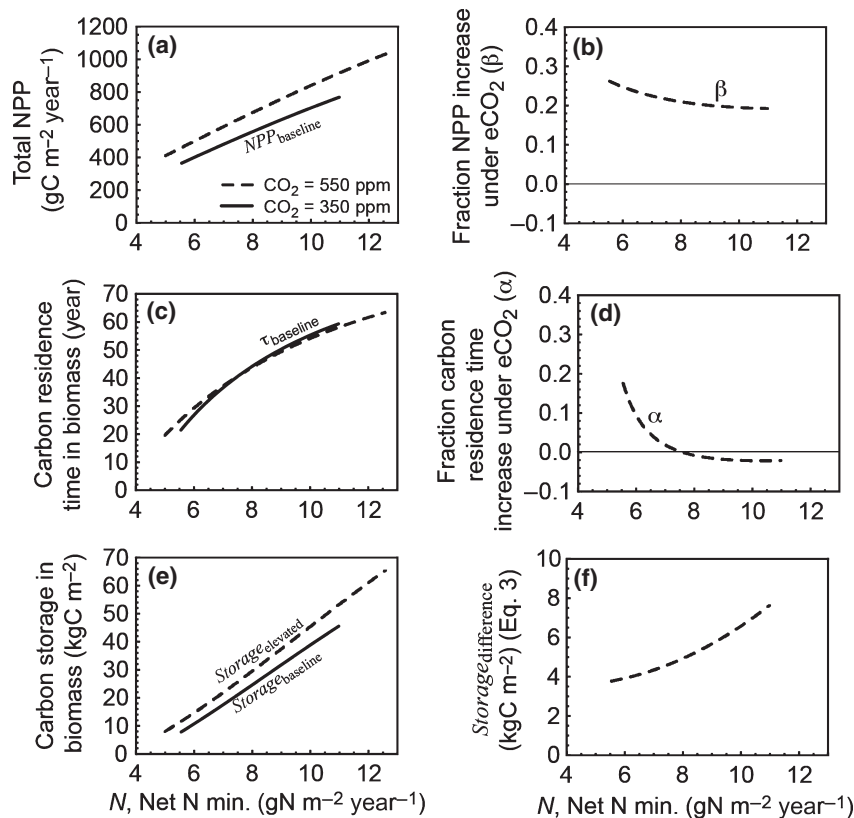 (a)
Total NPP
(gC m⁻² year⁻¹)
1200
1000
800
600
400
200
0
4 6 8 10 12
NPP_baseline
CO₂ = 550 ppm
CO₂ = 350 ppm
(b)
Fraction NPP increase
under eCO₂ (β)
0.4
0.3
0.2
0.1
0.0
−0.1
4 6 8 10 12
β
(c)
Carbon residence
time in biomass (year)
70
60
50
40
30
20
10
0
4 6 8 10 12
τ_baseline
(d)
Fraction carbon
residence time
increase under eCO₂ (α)
0.4
0.3
0.2
0.1
0.0
−0.1
4 6 8 10 12
α
(e)
Carbon storage in
biomass (kgC m⁻²)
70
60
50
40
30
20
10
0
4 6 8 10 12
Storage_elevated
Storage_baseline
N, Net N min. (gN m⁻² year⁻¹)
(f)
Storage_difference
(kgC m⁻²) (Eq. 3)
10
8
6
4
2
0
4 6 8 10 12
N, Net N min. (gN m⁻² year⁻¹)